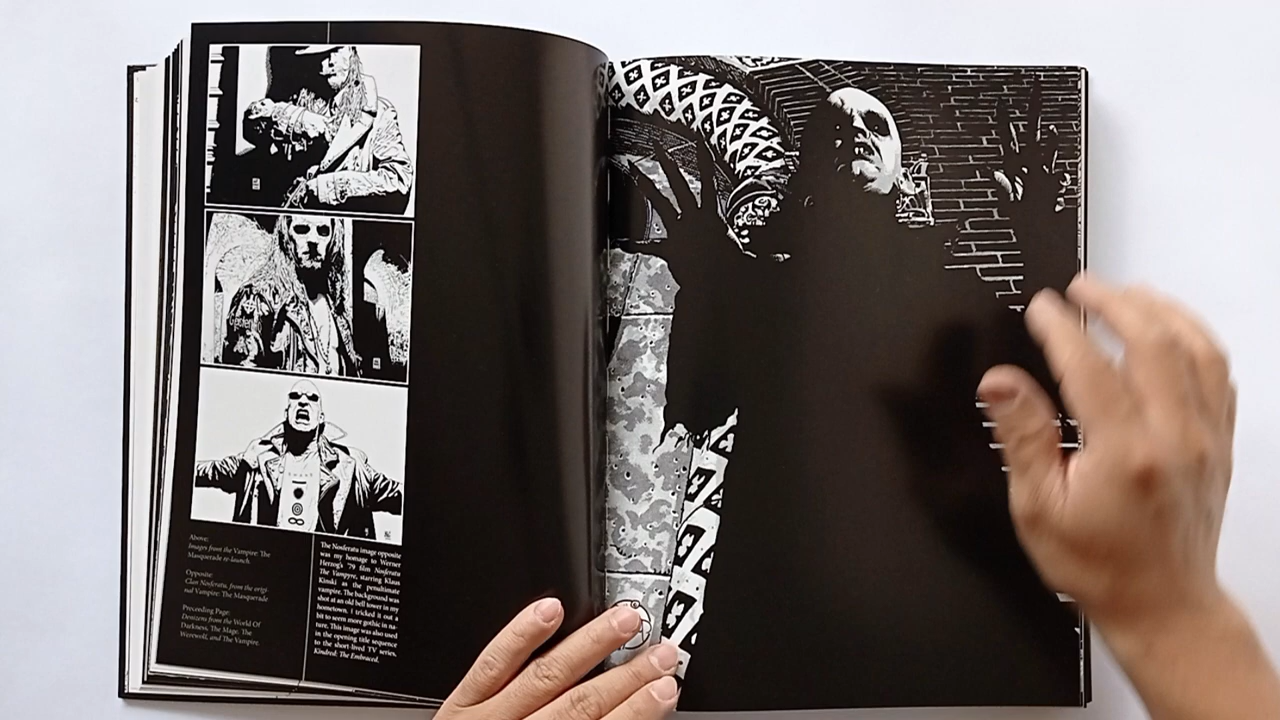 Above:
Images from the Vampire: The
Masquerade re-launch.
Opposite:
Clan Nosferatu, from the origi-
nal Vampire: The Masquerade
Preceeding Page:
Denizens from the World Of
Darkness, The Mage, The
Werewolf, and The Vampire.
The Nosferatu image opposite
was my homage to Werner
Herzog's '79 film Nosferatu
The Vampyre, starring Klaus
Kinski as the penultimate
vampire. The background was
shot at an old bell tower in my
hometown. i tricked it out a
bit to seem more gothic in na-
ture. This image was also used
in the opening title sequence
to the short-lived TV series,
Kindred: The Embraced.